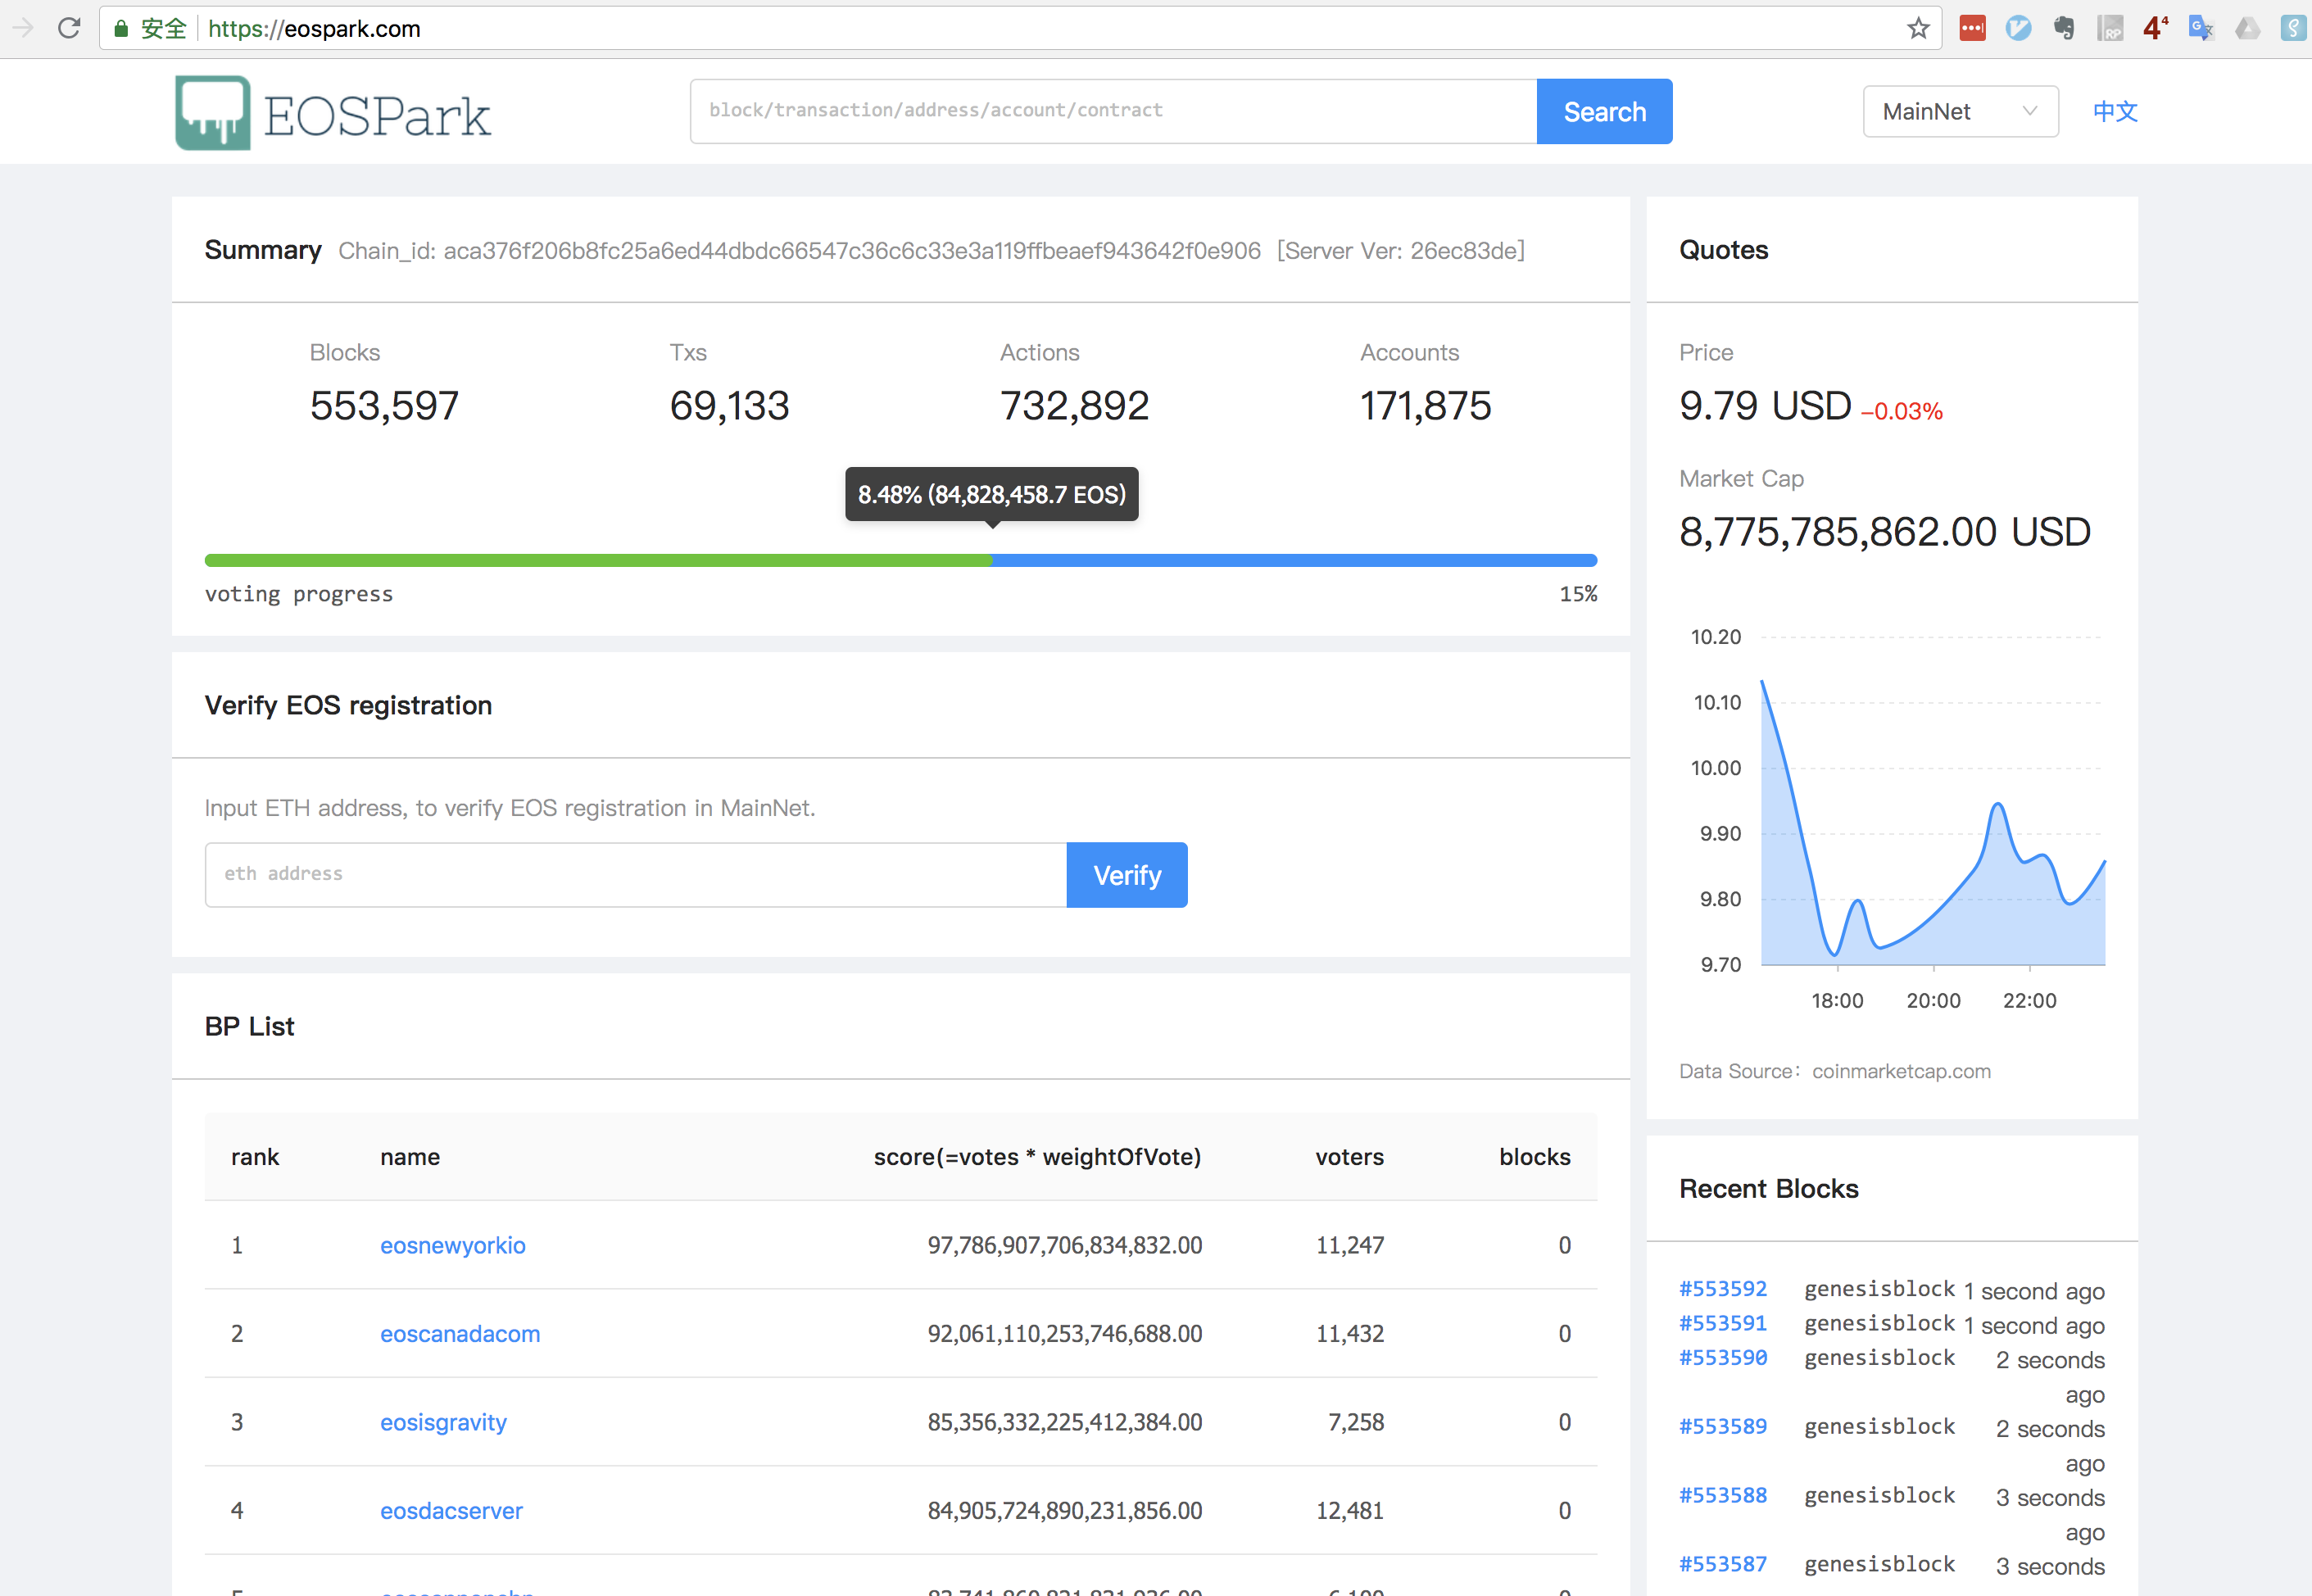 安全 https://eospark.com
EOSPark
block/transaction/address/account/contract
Search
MainNet
中文
Summary Chain_id: aca376f206b8fc25a6ed44dbdc66547c36c6c33e3a119ffbeaef943642f0e906 [Server Ver: 26ec83de]
Blocks Txs Actions Accounts
553,597 69,133 732,892 171,875
8.48% (84,828,458.7 EOS)
voting progress 15%
Verify EOS registration
Input ETH address, to verify EOS registration in MainNet.
eth address Verify
BP List
rank name score(=votes * weightOfVote) voters blocks
1 eosnewyorkio 97,786,907,706,834,832.00 11,247 0
2 eoscanadacom 92,061,110,253,746,688.00 11,432 0
3 eosisgravity 85,356,332,225,412,384.00 7,258 0
4 eosdacserver 84,905,724,890,231,856.00 12,481 0
Quotes
Price
9.79 USD -0.03%
Market Cap
8,775,785,862.00 USD
10.20
10.10
10.00
9.90
9.80
9.70
18:00 20:00 22:00
Data Source: coinmarketcap.com
Recent Blocks
#553592 genesisblock 1 second ago
#553591 genesisblock 1 second ago
#553590 genesisblock 2 seconds
ago
#553589 genesisblock 2 seconds
ago
#553588 genesisblock 3 seconds
ago
#553587 genesisblock 3 seconds